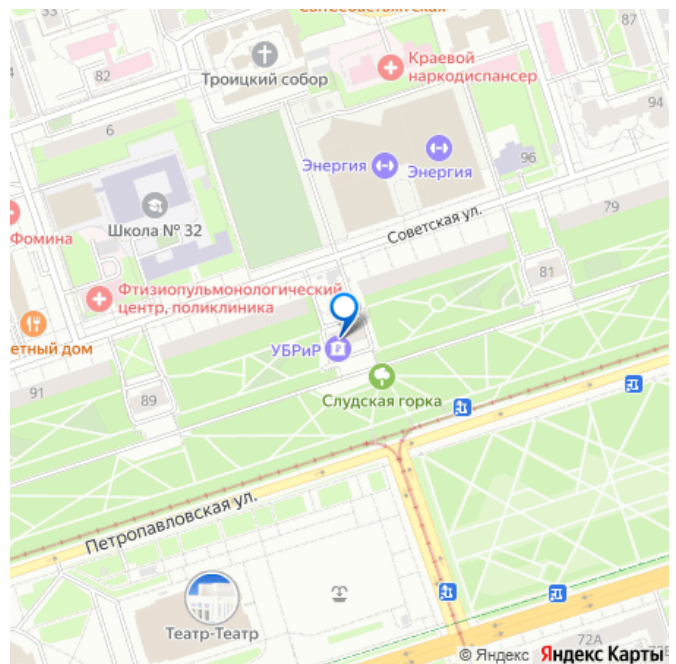 33
87
82
Троицкий собор
Краевой
наркодиспансер
6
94
Энергия
Энергия
96
Школа № 32
Фомина
79
Советская ул.
81
Фтизиопульмонологический
центр, поликлиника
етный дом
УБРиР
91
89
Слудская горка
Петропавловская ул.
Театр-Театр
72А
© Яндекс Яндекс Карты